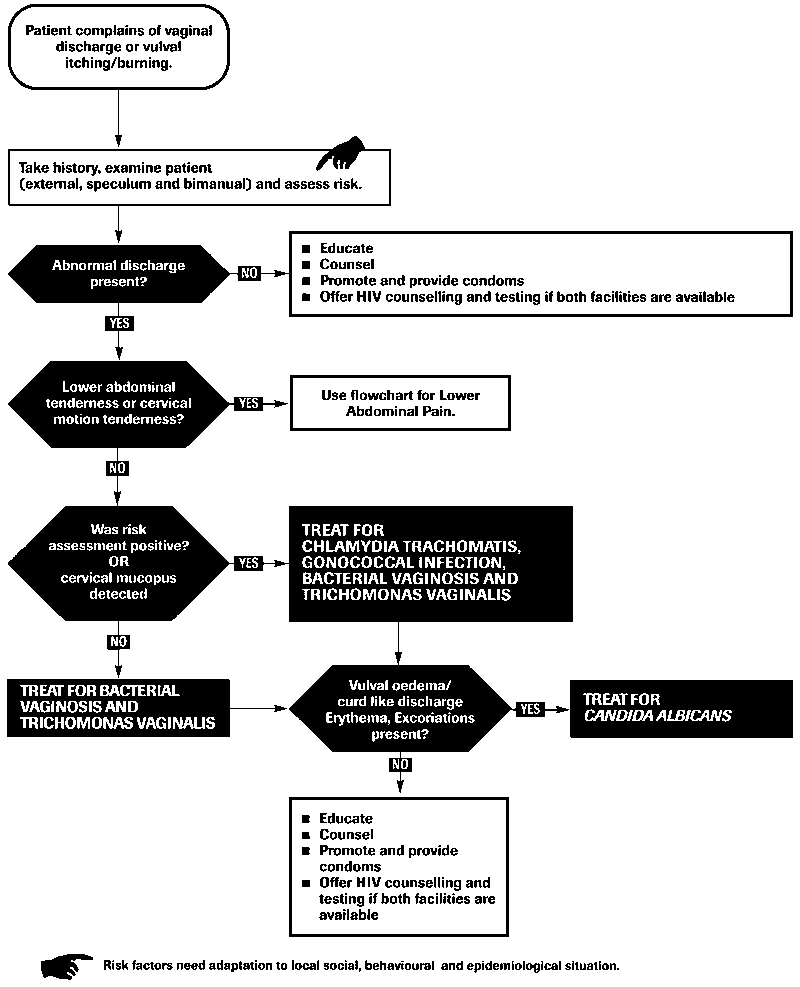 Patient complains of vaginal
discharge or vulval
itching/burning.
Take history, examine patient
(external, speculum and bimanual) and assess risk.
Abnormal discharge
present?
NO
■ Educate
■ Counsel
■ Promote and provide condoms
■ Offer HIV counselling and testing if both facilities are available
YES
Lower abdominal
tenderness or cervical
motion tenderness?
YES
Use flowchart for Lower
Abdominal Pain.
NO
Was risk
assessment positive?
OR
cervical mucopus
detected
YES
TREAT FOR
CHLAMYDIA TRACHOMATIS,
GONOCOCCAL INFECTION,
BACTERIAL VAGINOSIS AND
TRICHOMONAS VAGINALIS
NO
TREAT FOR BACTERIAL
VAGINOSIS AND
TRICHOMONAS VAGINALIS
Vulval oedema/
curd like discharge
Erythema, Excoriations
present?
YES
TREAT FOR
CANDIDA ALBICANS
NO
■ Educate
■ Counsel
■ Promote and provide
condoms
■ Offer HIV counselling and
testing if both facilities are
available
Risk factors need adaptation to local social, behavioural and epidemiological situation.